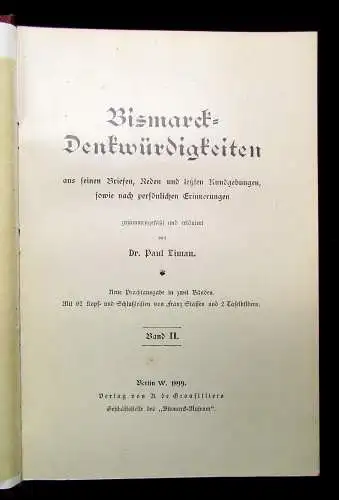 Bismarck=
Denkwürdigkeiten
aus seinen Briefen, Reden und letzten Kundgebungen,
sowie nach persönlichen Erinnerungen
zusammengefaßt und erläutert
von
Dr. Paul Liman.
Neue Prachtausgabe in zwei Bänden.
Mit 62 Kopf- und Schlußstücken von Franz Stassen und 2 Tafelbildern.
Band II.
Berlin W. 1899.
Verlag von A. de Grousilliers
Geschäftsstelle des „Bismarck-Museum".